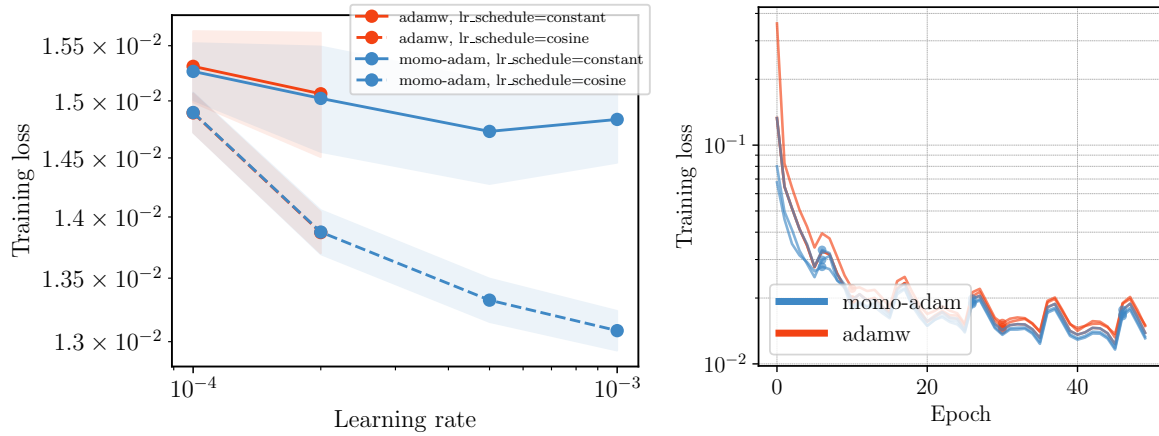 adamw, lr_schedule=constant
adamw, lr_schedule=cosine
momo-adam, lr_schedule=constant
momo-adam, lr_schedule=cosine
1.55 × 10⁻²
1.5 × 10⁻²
1.45 × 10⁻²
1.4 × 10⁻²
1.35 × 10⁻²
1.3 × 10⁻²
Training loss
10⁻⁴
10⁻³
Learning rate
Training loss
10⁻¹
10⁻²
momo-adam
adamw
0
20
40
Epoch